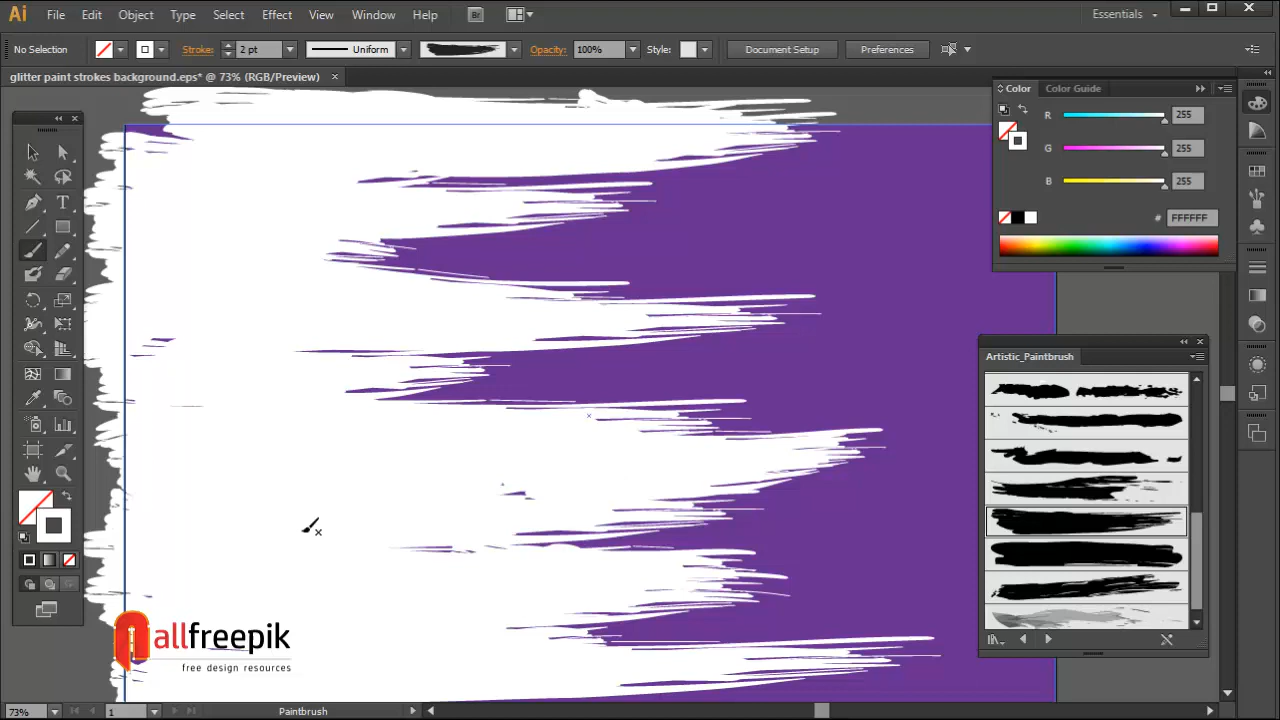 Ai File Edit Object Type Select Effect View Window Help Br Essentials
No Selection Stroke: 2 pt Uniform Opacity: 100% Style: Document Setup Preferences
glitter paint strokes background.eps* @ 73% (RGB/Preview) ×
Color Color Guide
R 255
G 255
B 255
# FFFFFF
Artistic_Paintbrush
allfreepik
free design resources
73% 1 Paintbrush